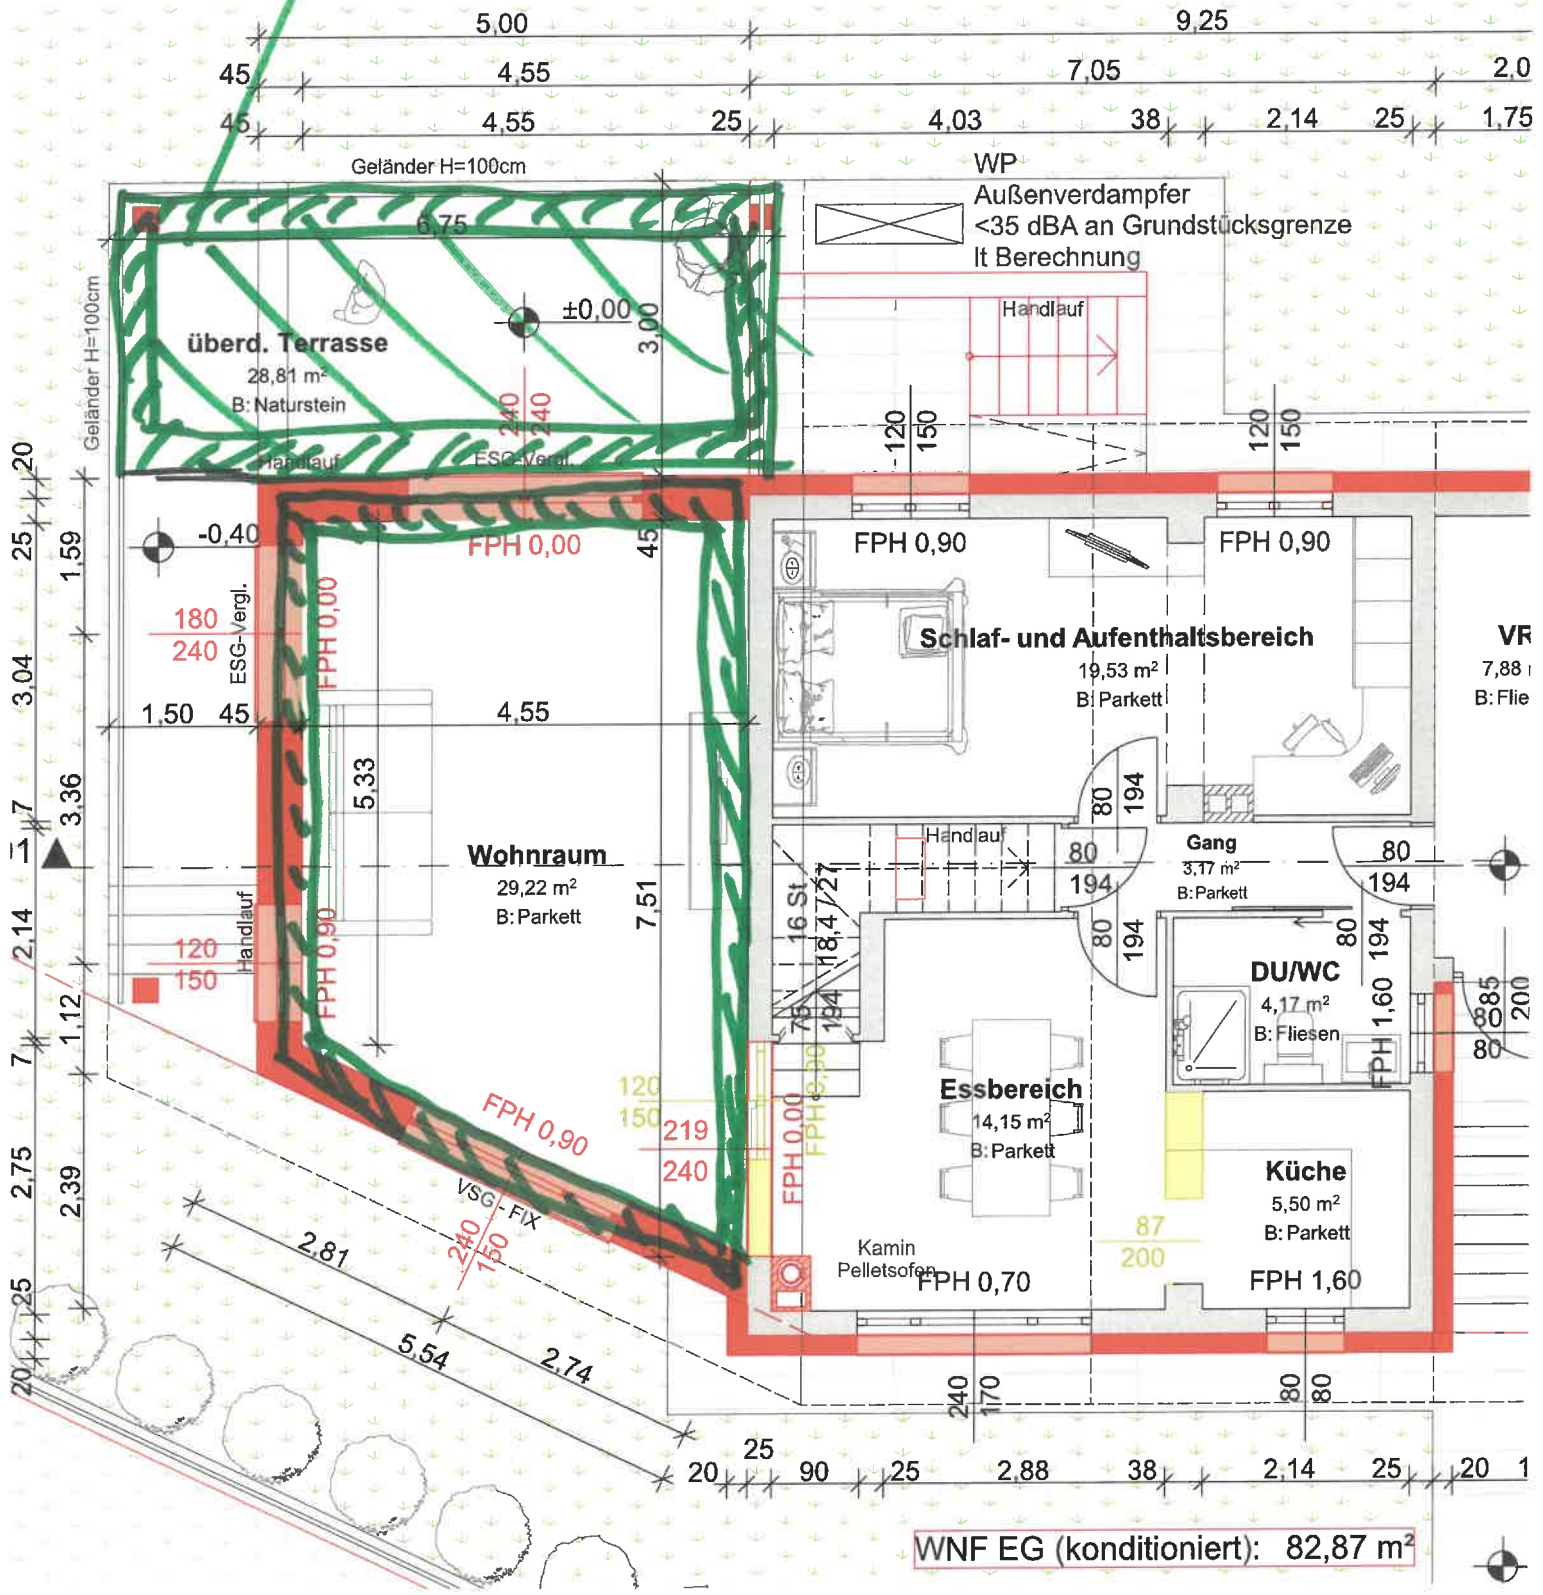 5,00
9,25
45
4,55
7,05
2,0
45
4,55
25
4,03
38
2,14
25
1,75
Geländer H=100cm
WP
Außenverdampfer
<35 dBA an Grundstücksgrenze
lt Berechnung
6,75
Handlauf
±0,00
3,00
Geländer H=100cm
überd. Terrasse
28,81 m²
B: Naturstein
240
240
120
150
120
150
Handlauf
ESG-Vergl.
20
25
1,59
-0,40
FPH 0,00
45
FPH 0,90
FPH 0,90
180
240
ESG-Vergl.
FPH 0,00
Schlaf- und Aufenthaltsbereich
19,53 m²
B: Parkett
VR
7,88
B: Flie
3,04
1,50
45
4,55
5,33
3,36
7
80
194
Handlauf
Gang
3,17 m²
B: Parkett
80
194
80
194
1
Wohnraum
29,22 m²
B: Parkett
7,51
16 St
18,4 / 27
80
194
80
194
2,14
Handlauf
120
150
FPH 0,90
DU/WC
4,17 m²
B: Fliesen
FPH 1,60
75
194
885
80
200
80
1,12
7
120
150
FPH 0,90
FPH 0,90
219
240
FPH 0,00
Essbereich
14,15 m²
B: Parkett
Küche
5,50 m²
B: Parkett
2,75
2,39
VSG - FIX
240
150
87
200
2,81
Kamin
Pelletsofen
FPH 0,70
FPH 1,60
25
5,54
2,74
20
240
170
80
80
25
20
90
25
2,88
38
2,14
25
20
1
WNF EG (konditioniert): 82,87 m²